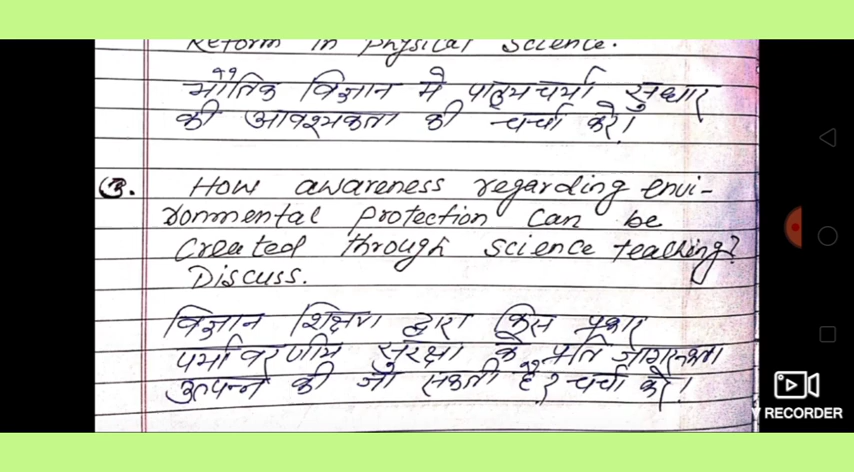 Reform in physical science.
भौतिक विज्ञान में पाठ्यचर्या सुधार
की आवश्यकता की चर्चा करें।
3. How awareness regarding envi-
ronmental protection can be
created through science teaching?
Discuss.
विज्ञान शिक्षण द्वारा किस प्रकार
पर्यावरणीय सुरक्षा के प्रति जागरूकता
उत्पन्न की जा सकती है? चर्चा करें।
V RECORDER